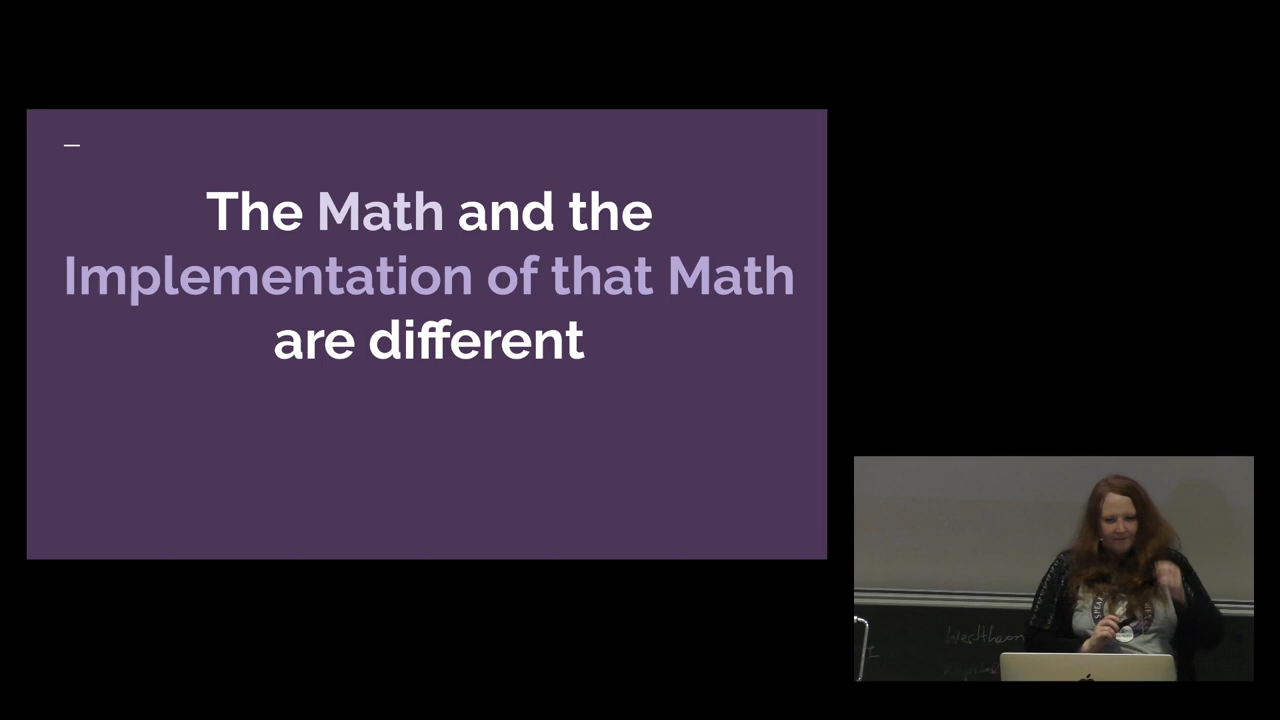 The Math and the
Implementation of that Math
are different